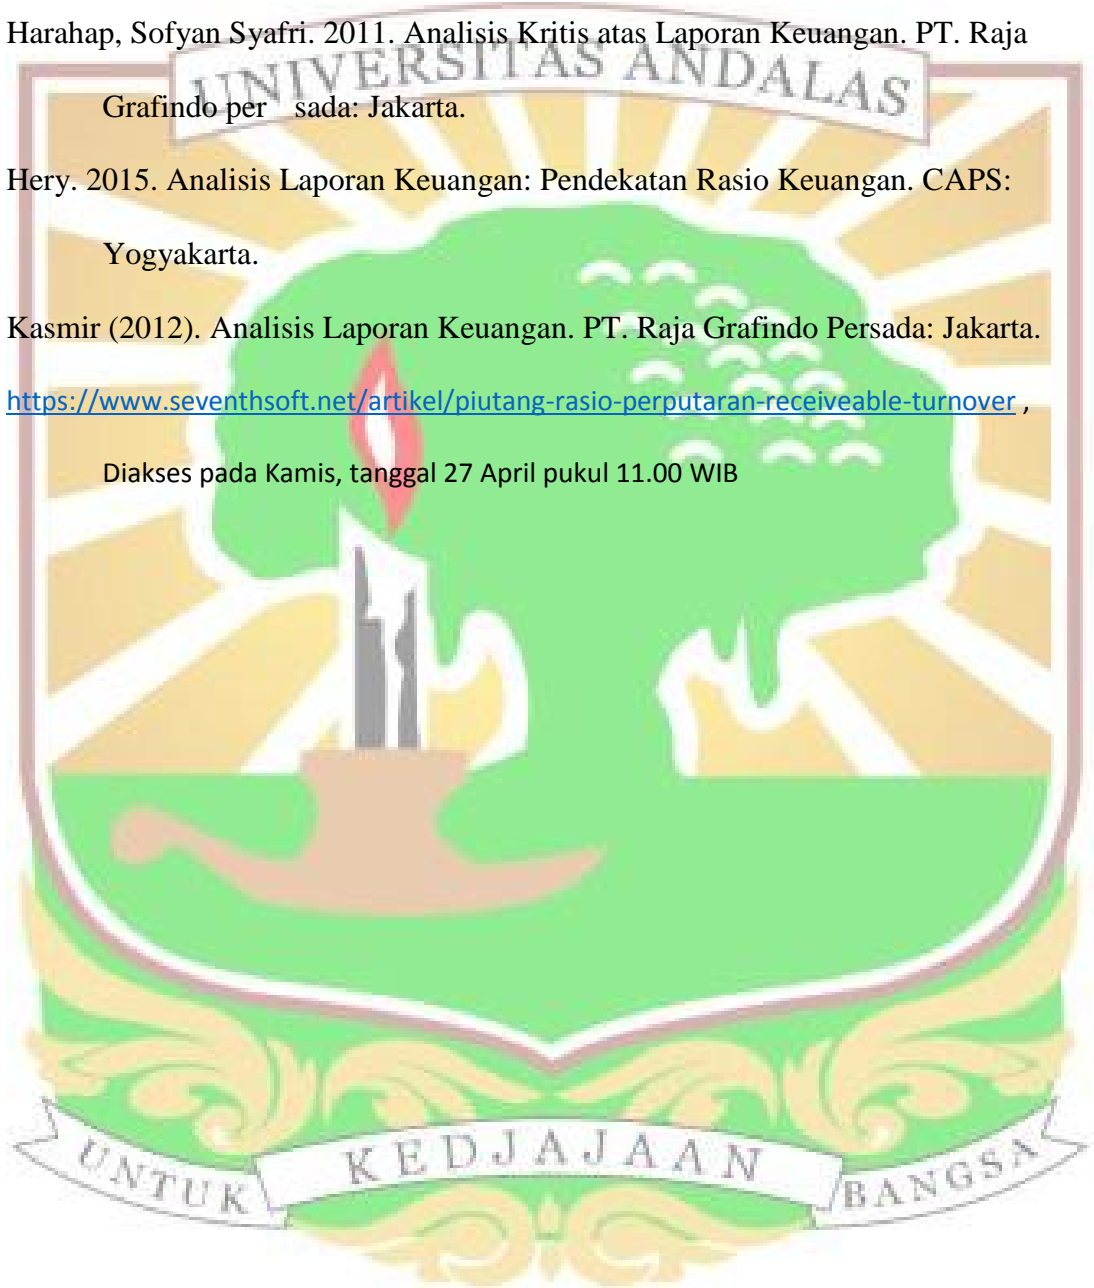 Harahap, Sofyan Syafri. 2011. Analisis Kritis atas Laporan Keuangan. PT. Raja
UNIVERSITAS ANDALAS
Grafindo per sada: Jakarta.
Hery. 2015. Analisis Laporan Keuangan: Pendekatan Rasio Keuangan. CAPS:
Yogyakarta.
Kasmir (2012). Analisis Laporan Keuangan. PT. Raja Grafindo Persada: Jakarta.
https://www.seventhsoft.net/artikel/piutang-rasio-perputaran-receiveable-turnover ,
Diakses pada Kamis, tanggal 27 April pukul 11.00 WIB
UNTUK KEDJAJAAN BANGSA